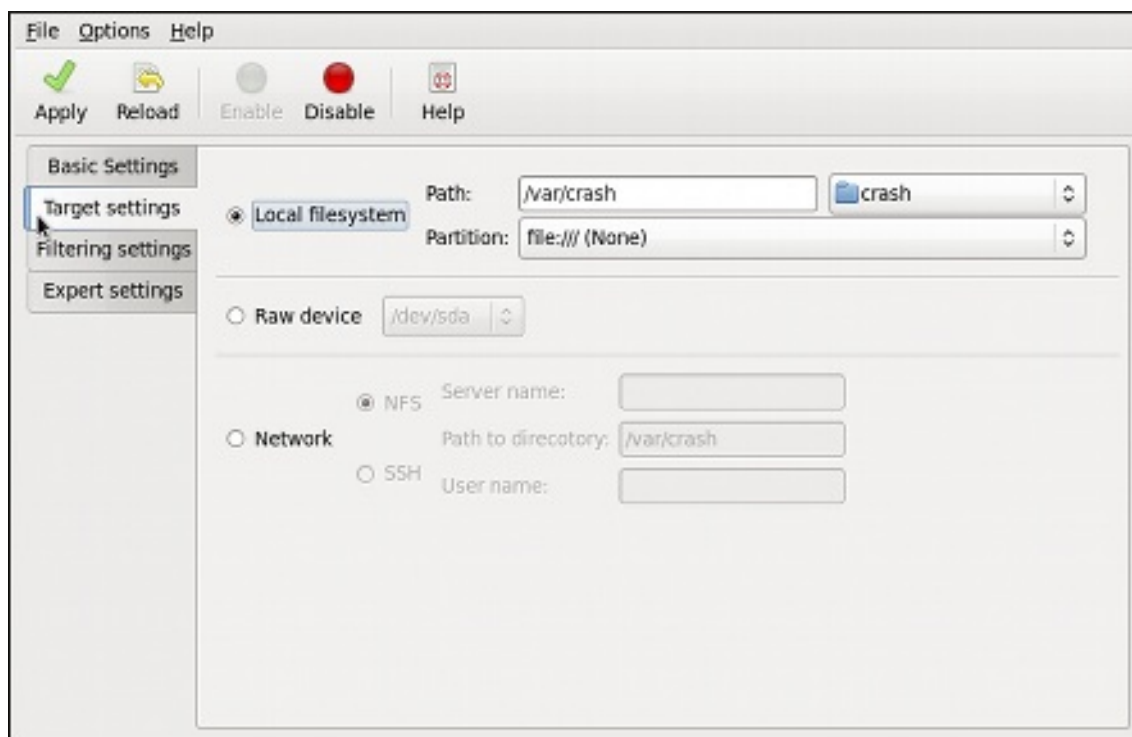 File Options Help
Apply Reload Enable Disable Help
Basic Settings
Target settings
Filtering settings
Expert settings
Local filesystem
Path: /var/crash crash
Partition: file:/// (None)
Raw device /dev/sda
Network
NFS
SSH
Server name:
Path to direcotory: /var/crash
User name: